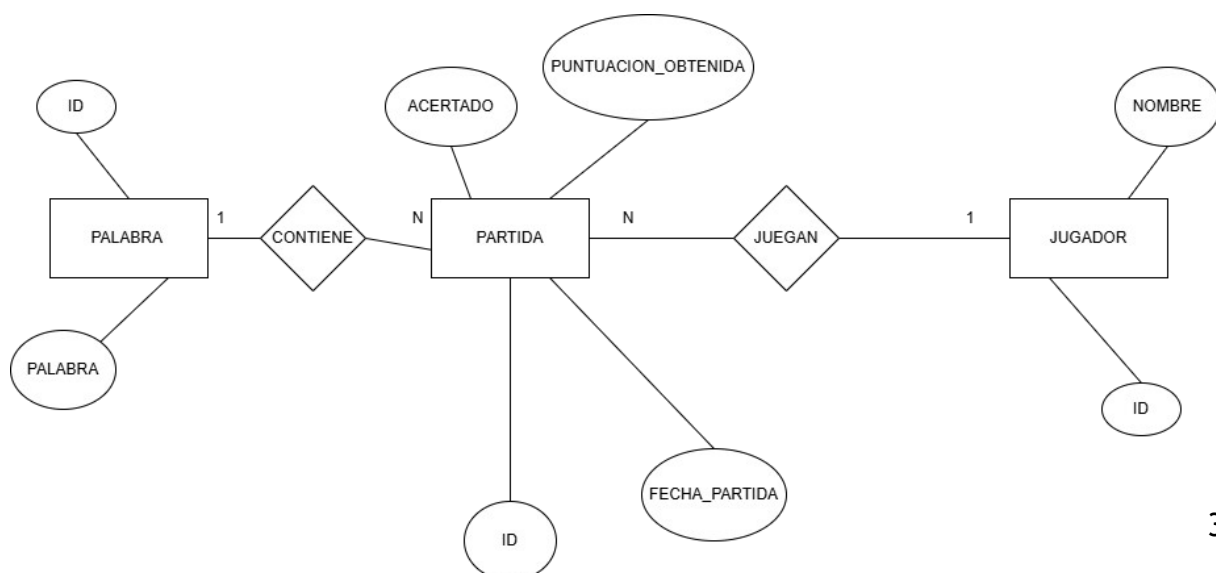 PUNTUACION_OBTENIDA
ID
ACERTADO
NOMBRE
1
N
N
1
PALABRA
CONTIENE
PARTIDA
JUEGAN
JUGADOR
PALABRA
ID
FECHA_PARTIDA
ID
3